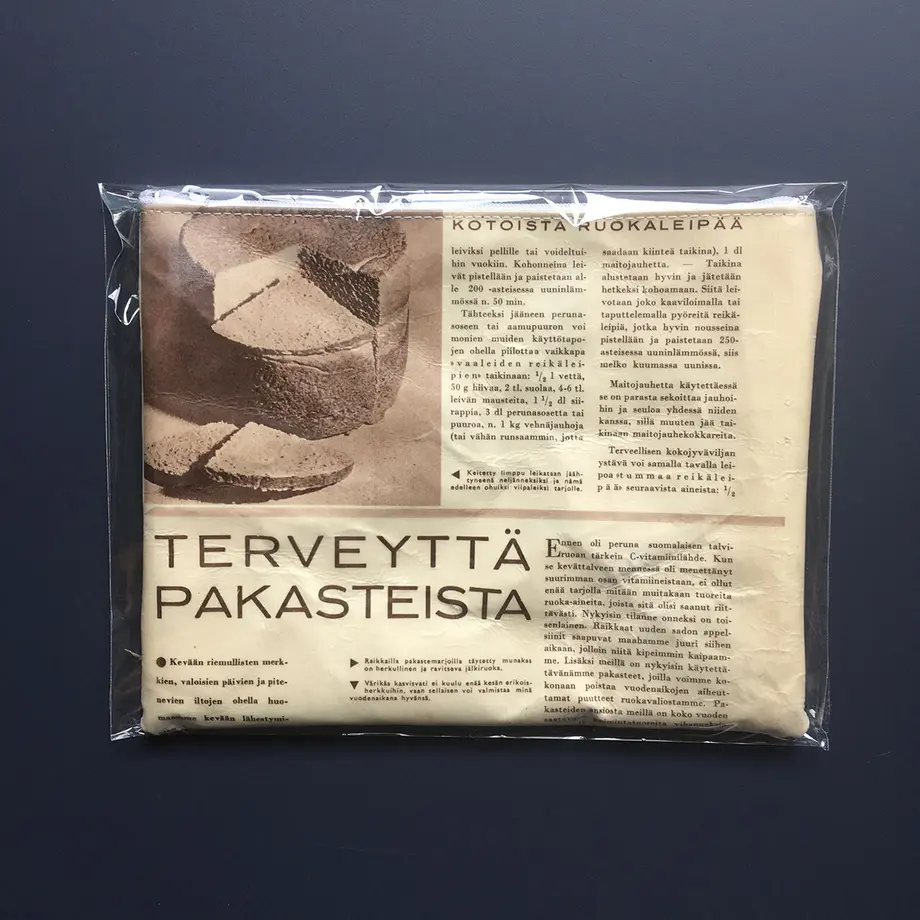 KOTOISTA RUOKALEIPÄÄ
leiviksi pellille tai voideltui-
hin vuokiin. Kohonneina lei-
vät pistellään ja paistetaan al-
le 200 -asteisessa uuninläm-
mössä n. 50 min.
Tähteeksi jääneen peruna-
soseen tai aamupuuron voi
monien muiden käyttötapo-
jen ohella piilottaa vaikkapa
»vaaleiden reikälei-
pien» taikinaan: 1/2 l vettä,
50 g hiivaa, 2 tl. suolaa, 4-6 tl.
leivän mausteita, 1 1/2 dl sii-
rappia, 3 dl perunasosetta tai
puuroa, n. 1 kg vehnäjauhoja
(tai vähän runsaammin, jotta
◀ Keitetty limppu leikataan jääh-
tyneenä neljänneksiksi ja nämä
edelleen ohuiksi viipaleiksi tarjolle.
saadaan kiinteä taikina), 1 dl
maitojauhetta. — Taikina
alustetaan hyvin ja jätetään
hetkeksi kohoamaan. Siitä lei-
votaan joko kaaviloimalla tai
taputtelemalla pyöreitä reikä-
leipiä, jotka hyvin nousseina
pistellään ja paistetaan 250-
asteisessa uuninlämmössä, siis
melko kuumassa uunissa.
Maitojauhetta käytettäessä
se on parasta sekoittaa jauhoi-
hin ja seuloa yhdessä niiden
kanssa, sillä muuten jää tai-
kinaan maitojauhekokkareita.
Terveellisen kokojyväviljan
ystävä voi samalla tavalla lei-
poa »tummaa reikälei-
pää» seuraavista aineista: 1/2
TERVEYTTÄ
PAKASTEISTA
● Kevään riemullisten merk-
kien, valoisien päivien ja pite-
nevien iltojen ohella huo-
maamme kevään lähestymi-
▶ Raikkailla pakastemarjoilla täytetty munakas
on herkullinen ja ravitseva jälkiruoka.
▼ Värikäs kasvisvati ei kuulu enää kesän erikois-
herkkuihin, vaan sellaisen voi valmistaa minä
vuodenaikana hyvänsä.
Ennen oli peruna suomalaisen talvi-
ruoan tärkein C-vitamiinilähde. Kun
se kevättalveen mennessä oli menettänyt
suurimman osan vitamiineistaan, ei ollut
enää tarjolla mitään muitakaan tuoreita
ruoka-aineita, joista sitä olisi saanut riit-
tävästi. Nykyisin tilanne onneksi on toi-
senlainen. Raikkaat uuden sadon appel-
siinit saapuvat maahamme juuri siihen
aikaan, jolloin niitä kipeimmin kaipaam-
me. Lisäksi meillä on nykyisin käytettä-
tävänämme pakasteet, joilla voimme ko-
konaan poistaa vuodenaikojen aiheut-
tamat puutteet ruokavaliostamme. Pa-
kasteiden ansiosta meillä on koko vuoden